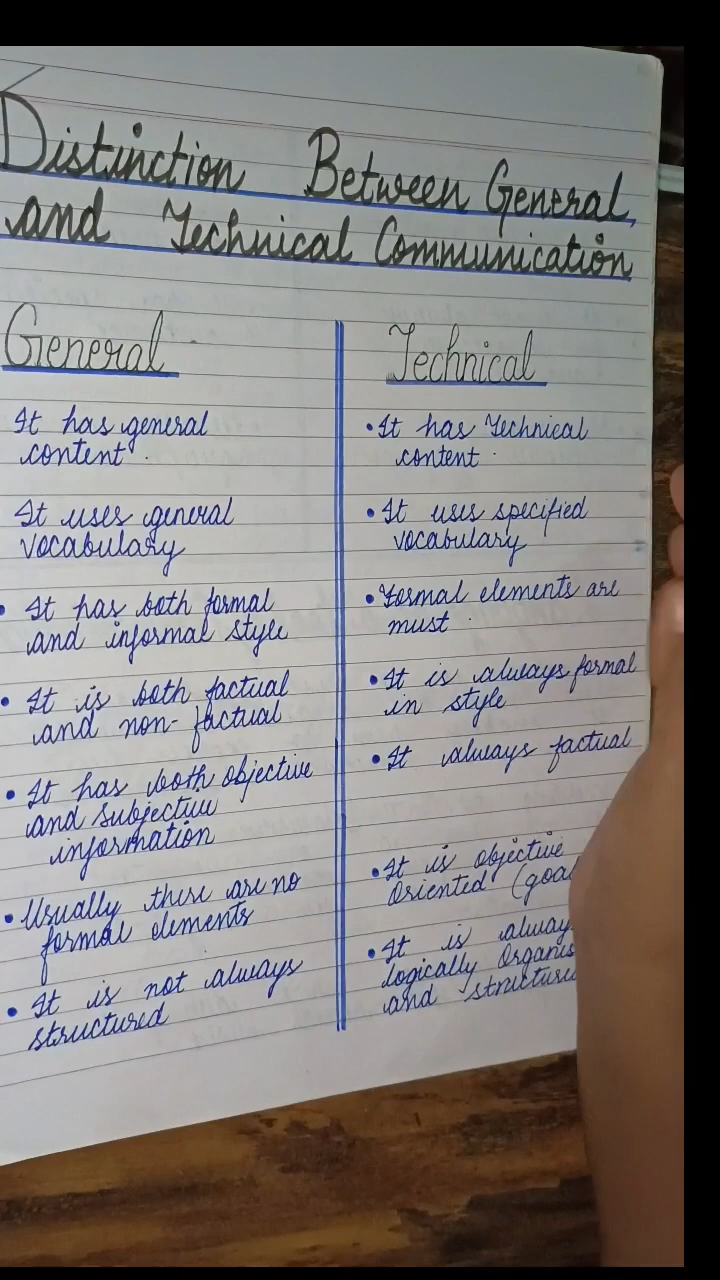 Distinction Between General
and Technical Communication
General
It has general
content.
It uses general
vocabulary
• It has both formal
and informal style
• It is both factual
and non-factual
• It has both objective
and subjective
information
• Usually there are no
formal elements
• It is not always
structured
Technical
• It has Technical
content.
• It uses specified
vocabulary
• Formal elements are
must.
• It is always formal
in style
• It always factual
• It is objective
Oriented (goal
• It is
logically
and